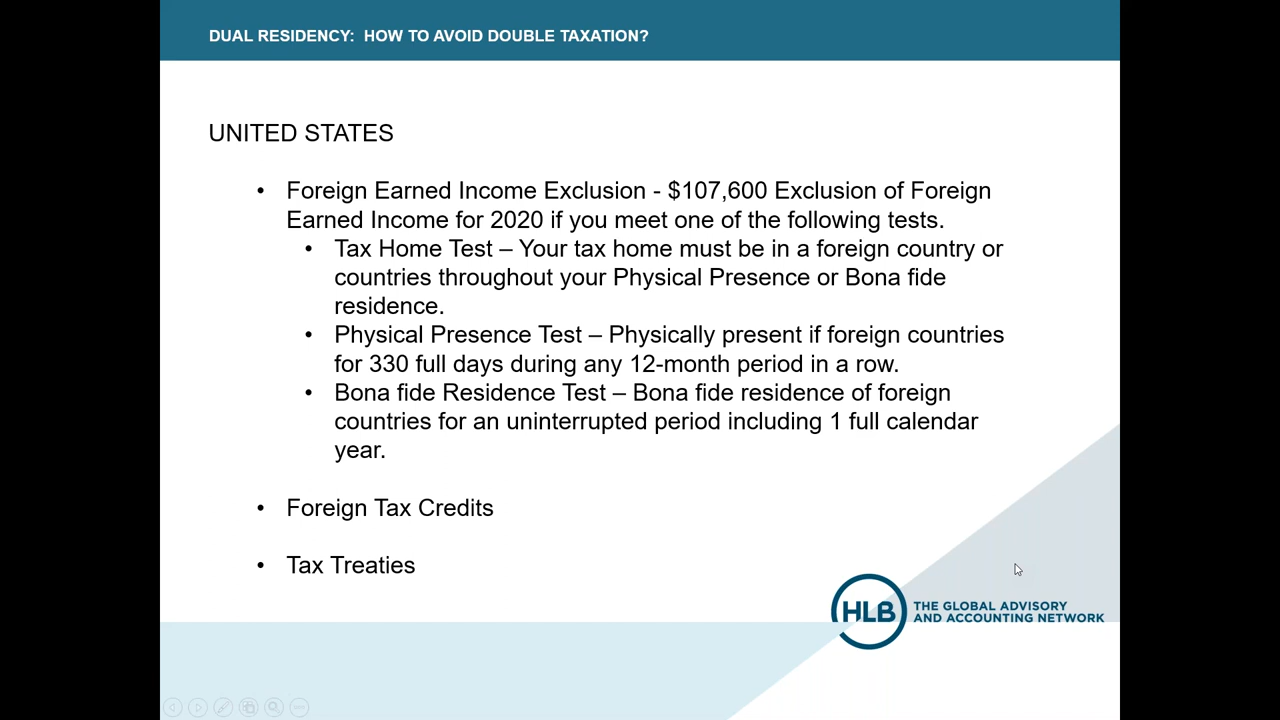 DUAL RESIDENCY: HOW TO AVOID DOUBLE TAXATION?
UNITED STATES
• Foreign Earned Income Exclusion - $107,600 Exclusion of Foreign
Earned Income for 2020 if you meet one of the following tests.
• Tax Home Test – Your tax home must be in a foreign country or
countries throughout your Physical Presence or Bona fide
residence.
• Physical Presence Test – Physically present if foreign countries
for 330 full days during any 12-month period in a row.
• Bona fide Residence Test – Bona fide residence of foreign
countries for an uninterrupted period including 1 full calendar
year.
• Foreign Tax Credits
• Tax Treaties
HLB
THE GLOBAL ADVISORY
AND ACCOUNTING NETWORK